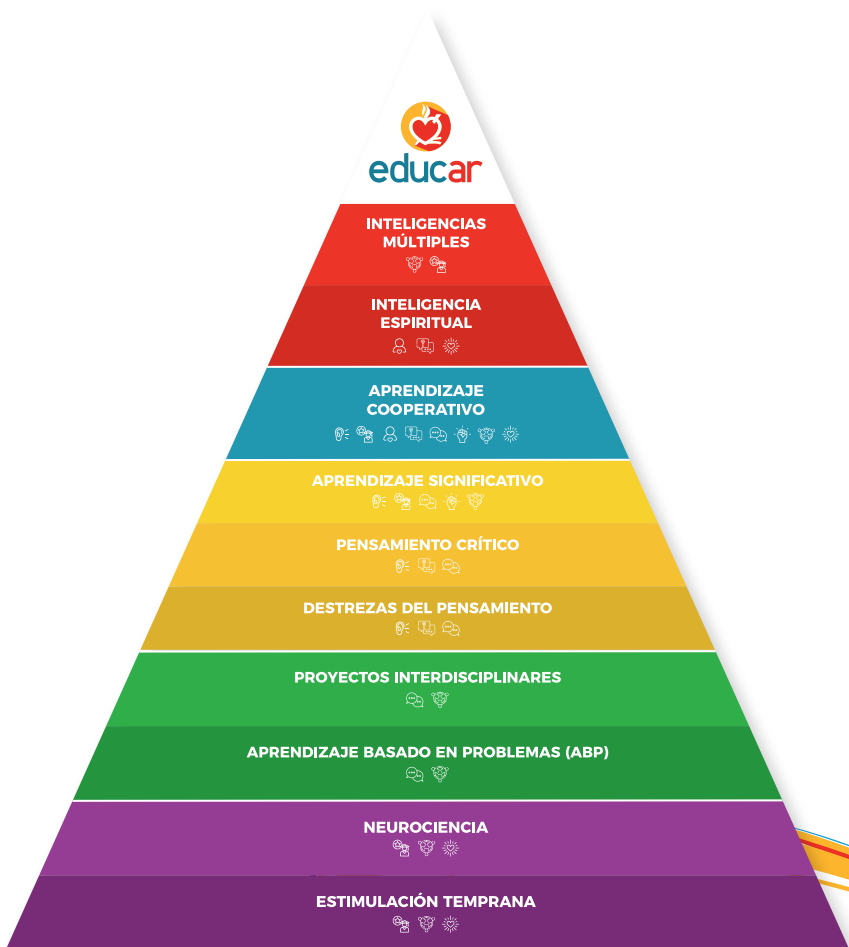 educar
INTELIGENCIAS
MÚLTIPLES
INTELIGENCIA
ESPIRITUAL
APRENDIZAJE
COOPERATIVO
APRENDIZAJE SIGNIFICATIVO
PENSAMIENTO CRÍTICO
DESTREZAS DEL PENSAMIENTO
PROYECTOS INTERDISCIPLINARES
APRENDIZAJE BASADO EN PROBLEMAS (ABP)
NEUROCIENCIA
ESTIMULACIÓN TEMPRANA